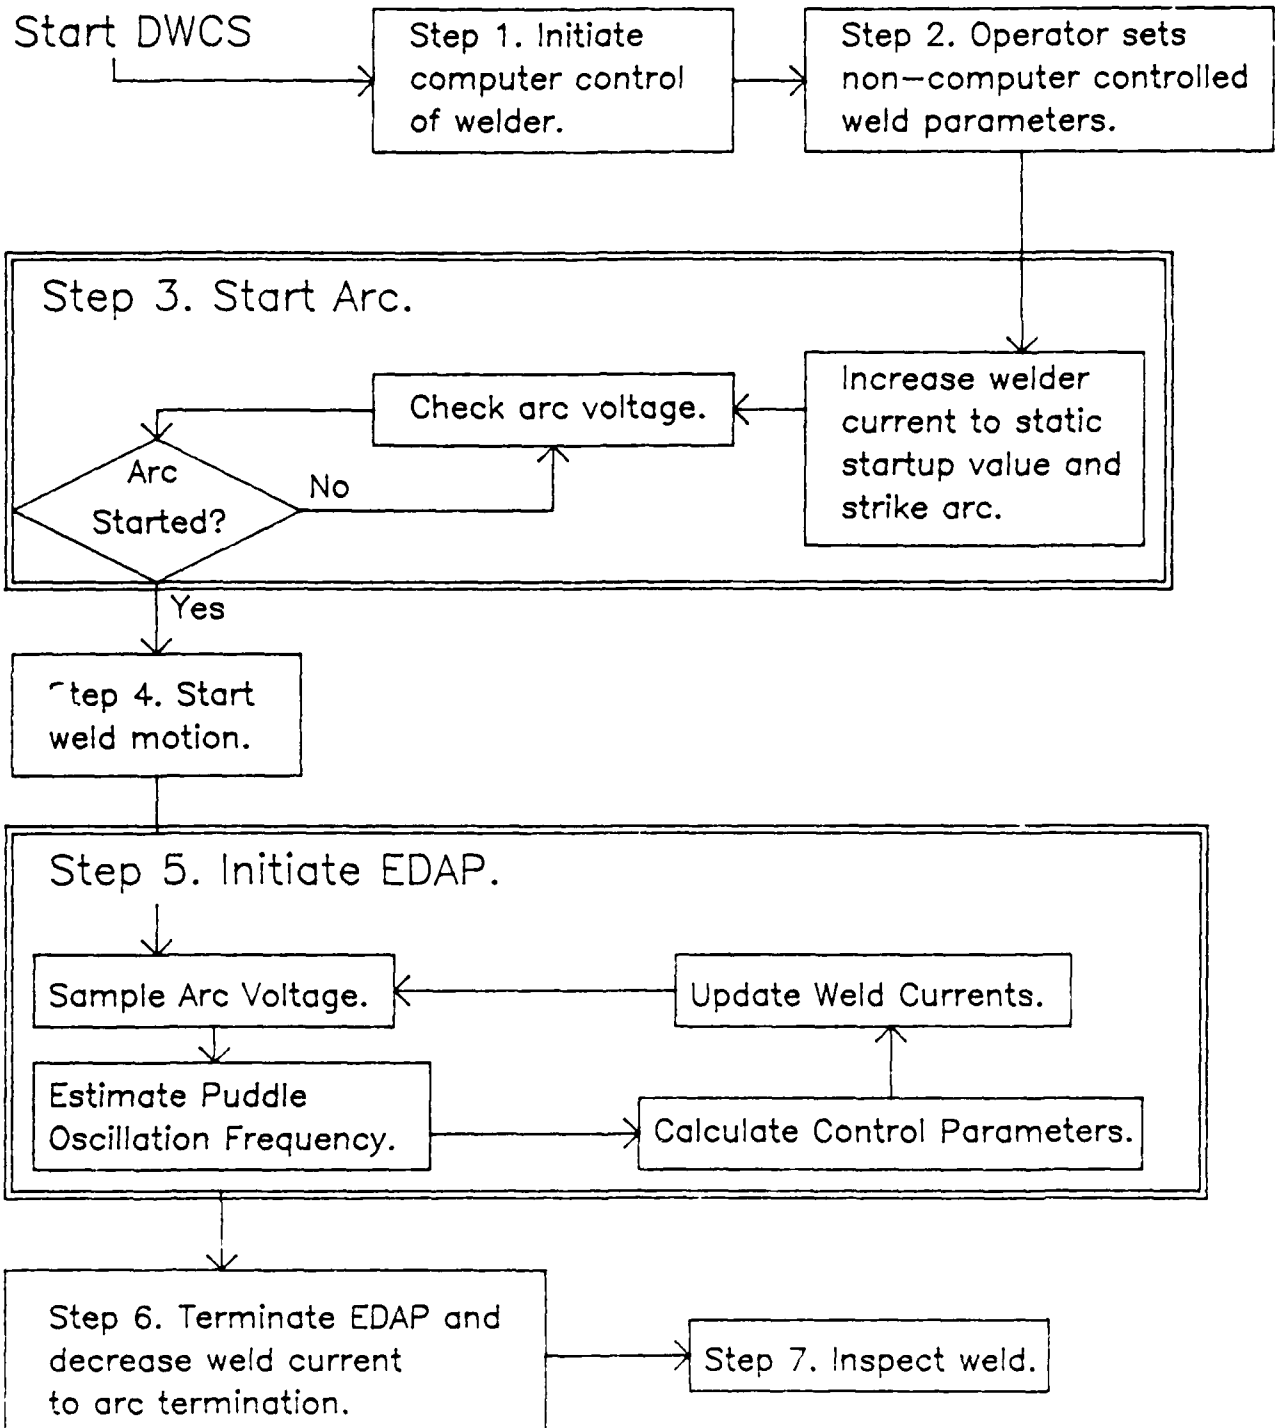 Start DWCS
Step 1. Initiate
computer control
of welder.
Step 2. Operator sets
non-computer controlled
weld parameters.
Step 3. Start Arc.
Increase welder
current to static
startup value and
strike arc.
Check arc voltage.
Arc
Started?
No
Yes
Step 4. Start
weld motion.
Step 5. Initiate EDAP.
Sample Arc Voltage.
Estimate Puddle
Oscillation Frequency.
Calculate Control Parameters.
Update Weld Currents.
Step 6. Terminate EDAP and
decrease weld current
to arc termination.
Step 7. Inspect weld.